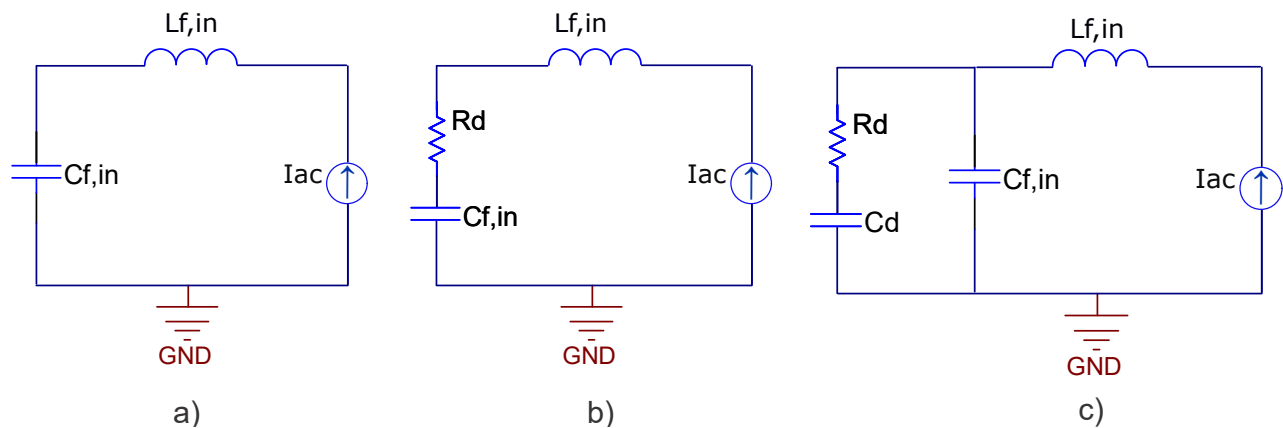 Lf,in
Cf,in
Iac
GND
a)
Lf,in
Rd
Cf,in
Iac
GND
b)
Lf,in
Rd
Cd
Cf,in
Iac
GND
c)